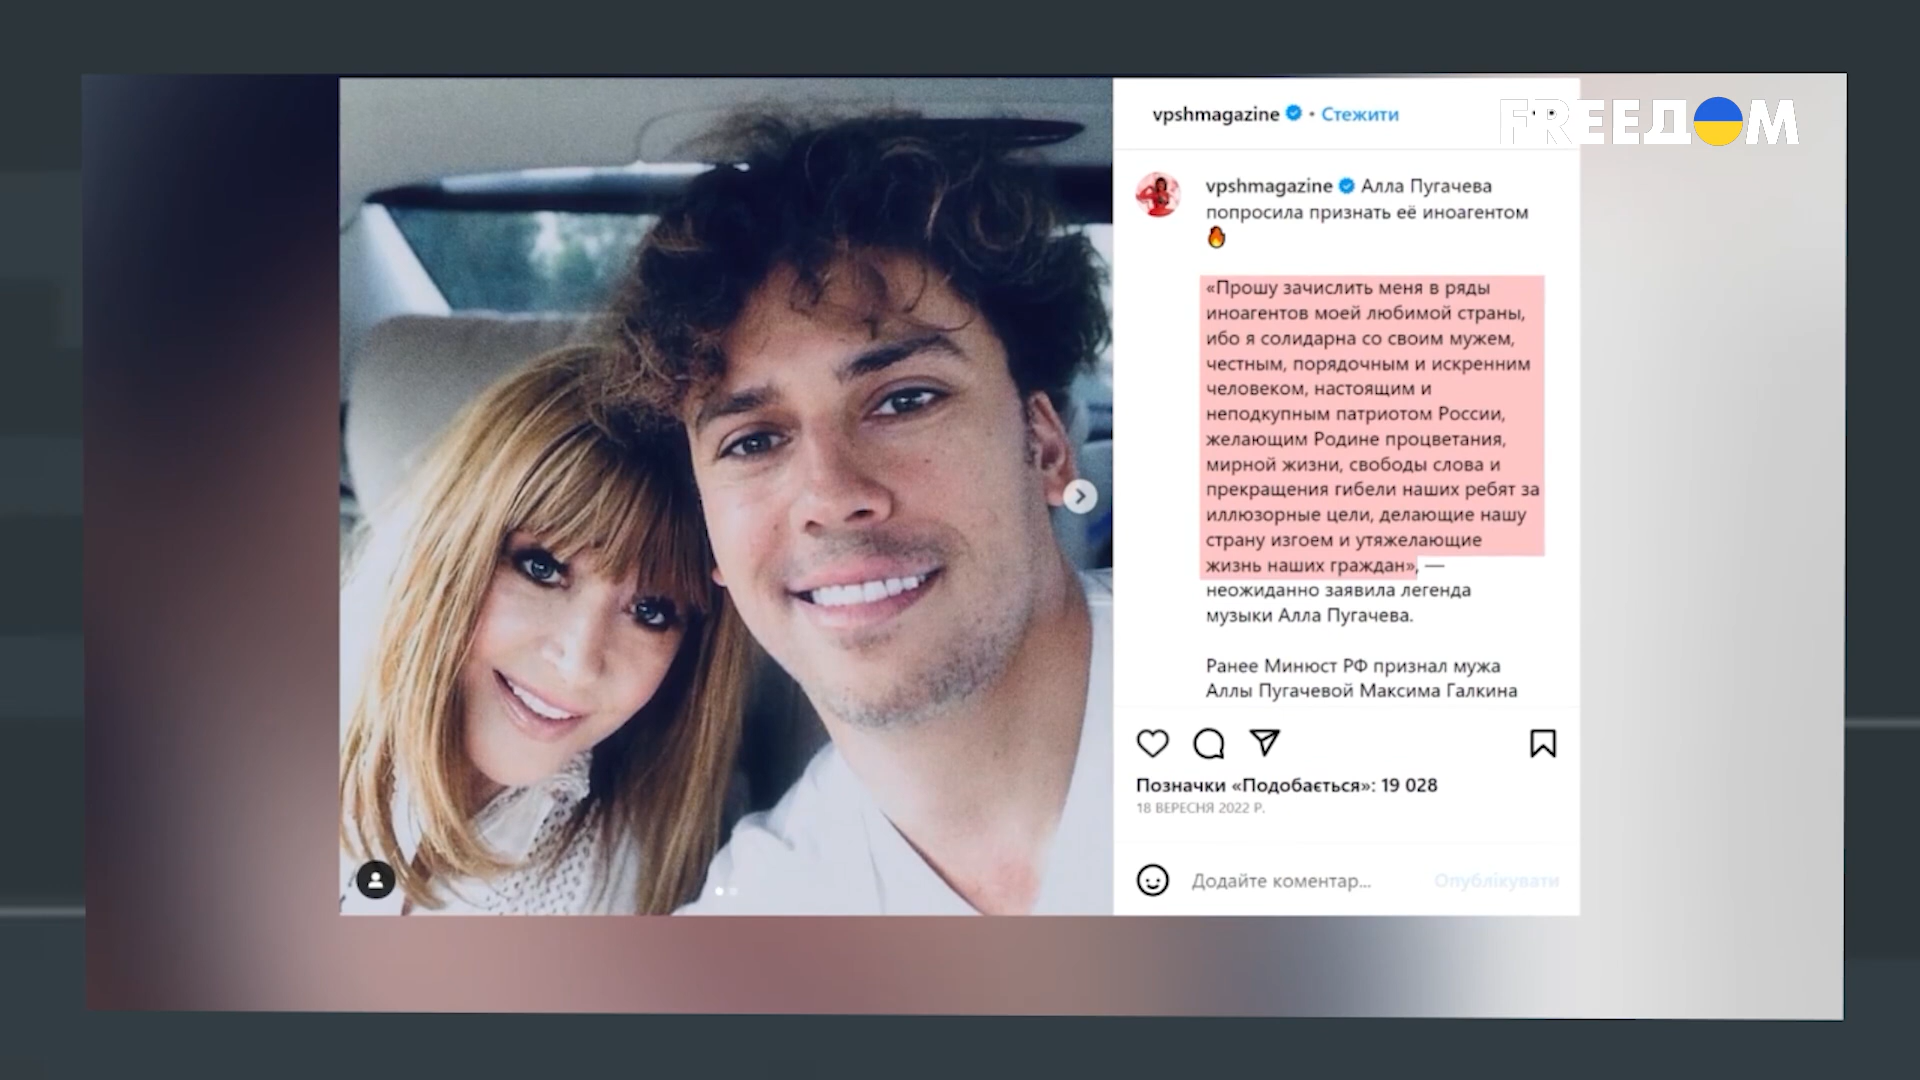 FREEДOM
vpshmagazine • Стежити
vpshmagazine Алла Пугачева
попросила признать её иноагентом
«Прошу зачислить меня в ряды
иноагентов моей любимой страны,
ибо я солидарна со своим мужем,
честным, порядочным и искренним
человеком, настоящим и
неподкупным патриотом России,
желающим Родине процветания,
мирной жизни, свободы слова и
прекращения гибели наших ребят за
иллюзорные цели, делающие нашу
страну изгоем и утяжелающие
жизнь наших граждан», —
неожиданно заявила легенда
музыки Алла Пугачева.
Ранее Минюст РФ признал мужа
Аллы Пугачевой Максима Галкина
Позначки «Подобається»: 19 028
18 ВЕРЕСНЯ 2022 Р.
Додайте коментар...
Опублікувати